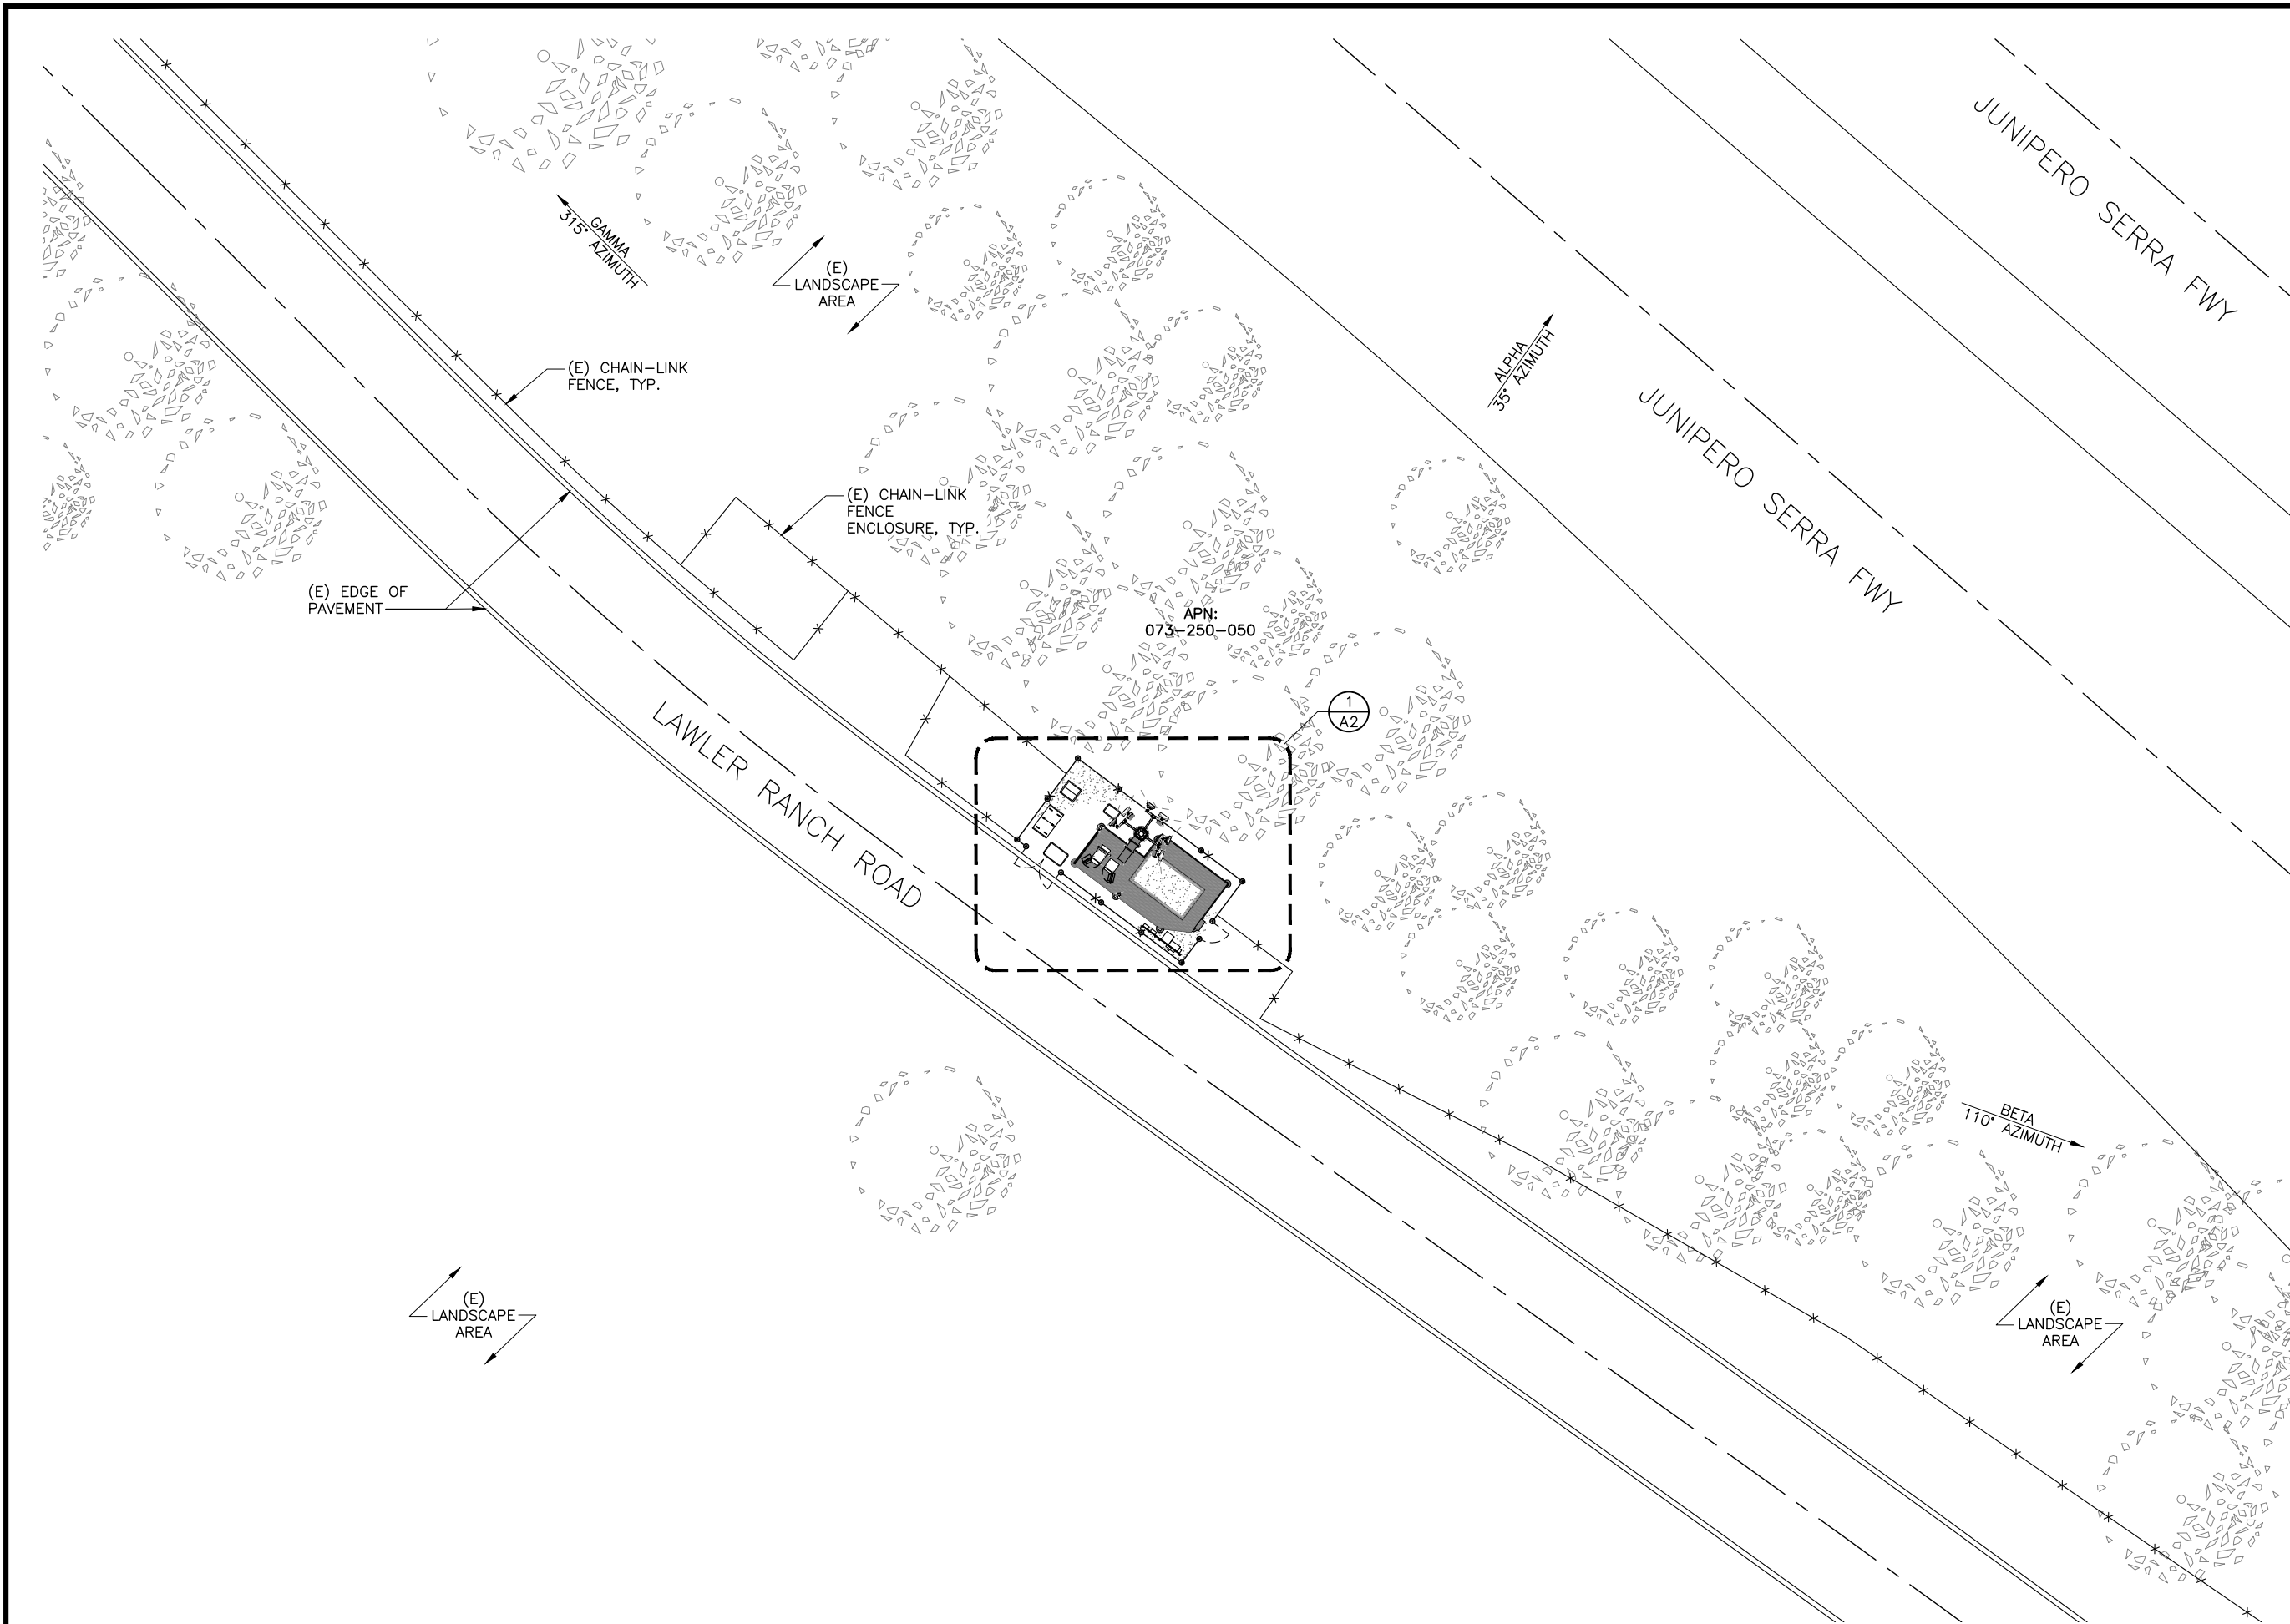 JUNIPERO SERRA FWY
GAMMA
315° AZIMUTH
(E)
LANDSCAPE
AREA
(E) CHAIN-LINK
FENCE, TYP.
ALPHA
35° AZIMUTH
JUNIPERO SERRA FWY
(E) CHAIN-LINK
FENCE
ENCLOSURE, TYP.
(E) EDGE OF
PAVEMENT
APN:
073-250-050
1
A2
LAWLER RANCH ROAD
BETA
110° AZIMUTH
(E)
LANDSCAPE
AREA
(E)
LANDSCAPE
AREA